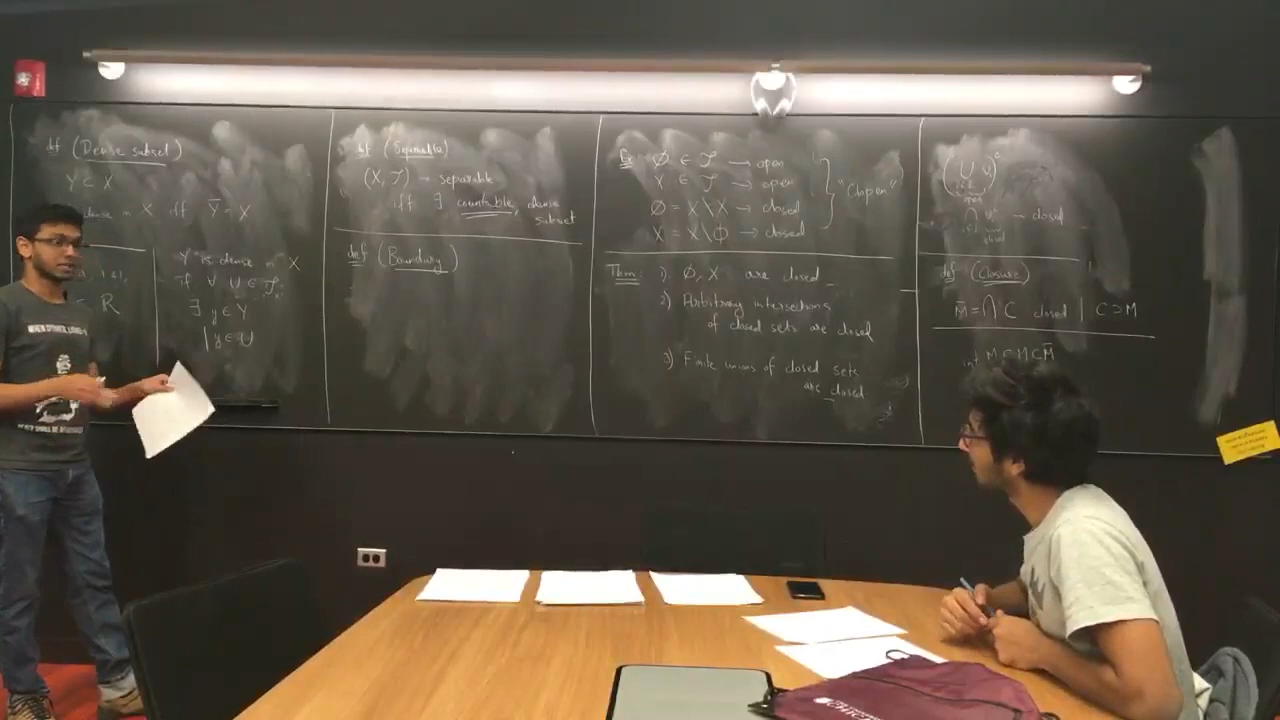 def (Dense subset)
Y ⊂ X
dense in X iff Ȳ = X
ℝ
Y is dense in X
if ∀ U ∈ 𝒯
∃ y ∈ Y
| y ∈ U
def (Separable)
(X, 𝒯) → separable
iff ∃ countable, dense
subset
def (Boundary)
Ex: ∅ ∈ 𝒯 → open
X ∈ 𝒯 → open
∅ = X \ X → closed
X = X \ ∅ → closed
"Clopen"
Thm: 1) ∅, X are closed
2) Arbitrary intersections
of closed sets are closed
3) Finite unions of closed sets
are closed
closed
def (Closure)
M̄ = ⋂ C closed | C ⊃ M
int M ⊂ M ⊂ M̄